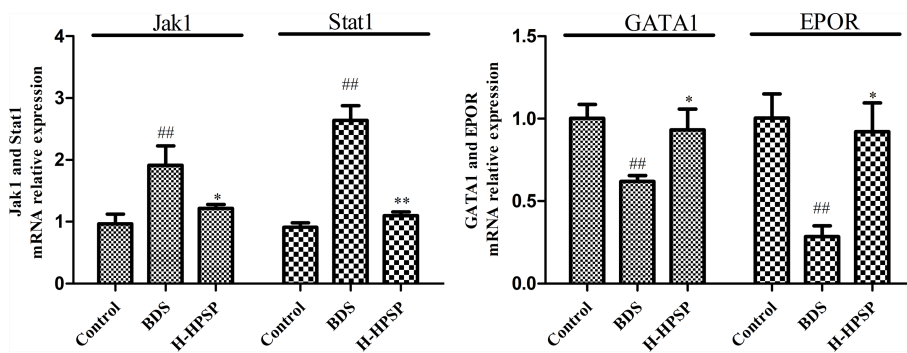 Jak1
Stat1
Jak1 and Stat1
mRNA relative expression
4
3
2
1
0
##
*
##
**
Control
BDS
H-HPSP
Control
BDS
H-HPSP
GATA1
EPOR
GATA1 and EPOR
mRNA relative expression
1.5
1.0
0.5
0.0
##
*
##
*
Control
BDS
H-HPSP
Control
BDS
H-HPSP